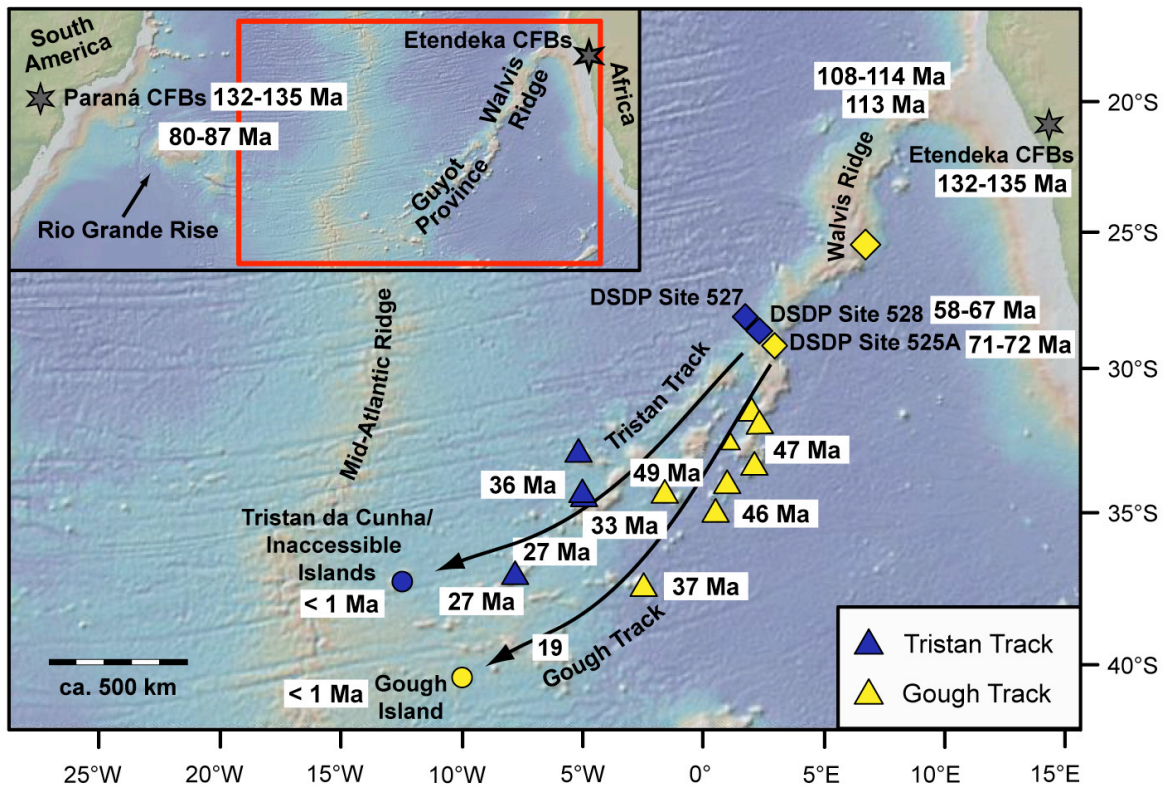 South
America
Paraná CFBs 132-135 Ma
80-87 Ma
Rio Grande Rise
Etendeka CFBs
Africa
Walvis
Ridge
Guyot
Province
108-114 Ma
113 Ma
Etendeka CFBs
132-135 Ma
Walvis Ridge
DSDP Site 527
DSDP Site 528 58-67 Ma
DSDP Site 525A 71-72 Ma
Mid-Atlantic Ridge
Tristan Track
49 Ma
47 Ma
36 Ma
46 Ma
33 Ma
Tristan da Cunha/
Inaccessible
Islands
< 1 Ma
27 Ma
27 Ma
37 Ma
19
Gough Track
< 1 Ma
Gough
Island
ca. 500 km
Tristan Track
Gough Track
20°S
25°S
30°S
35°S
40°S
25°W
20°W
15°W
10°W
5°W
0°
5°E
10°E
15°E